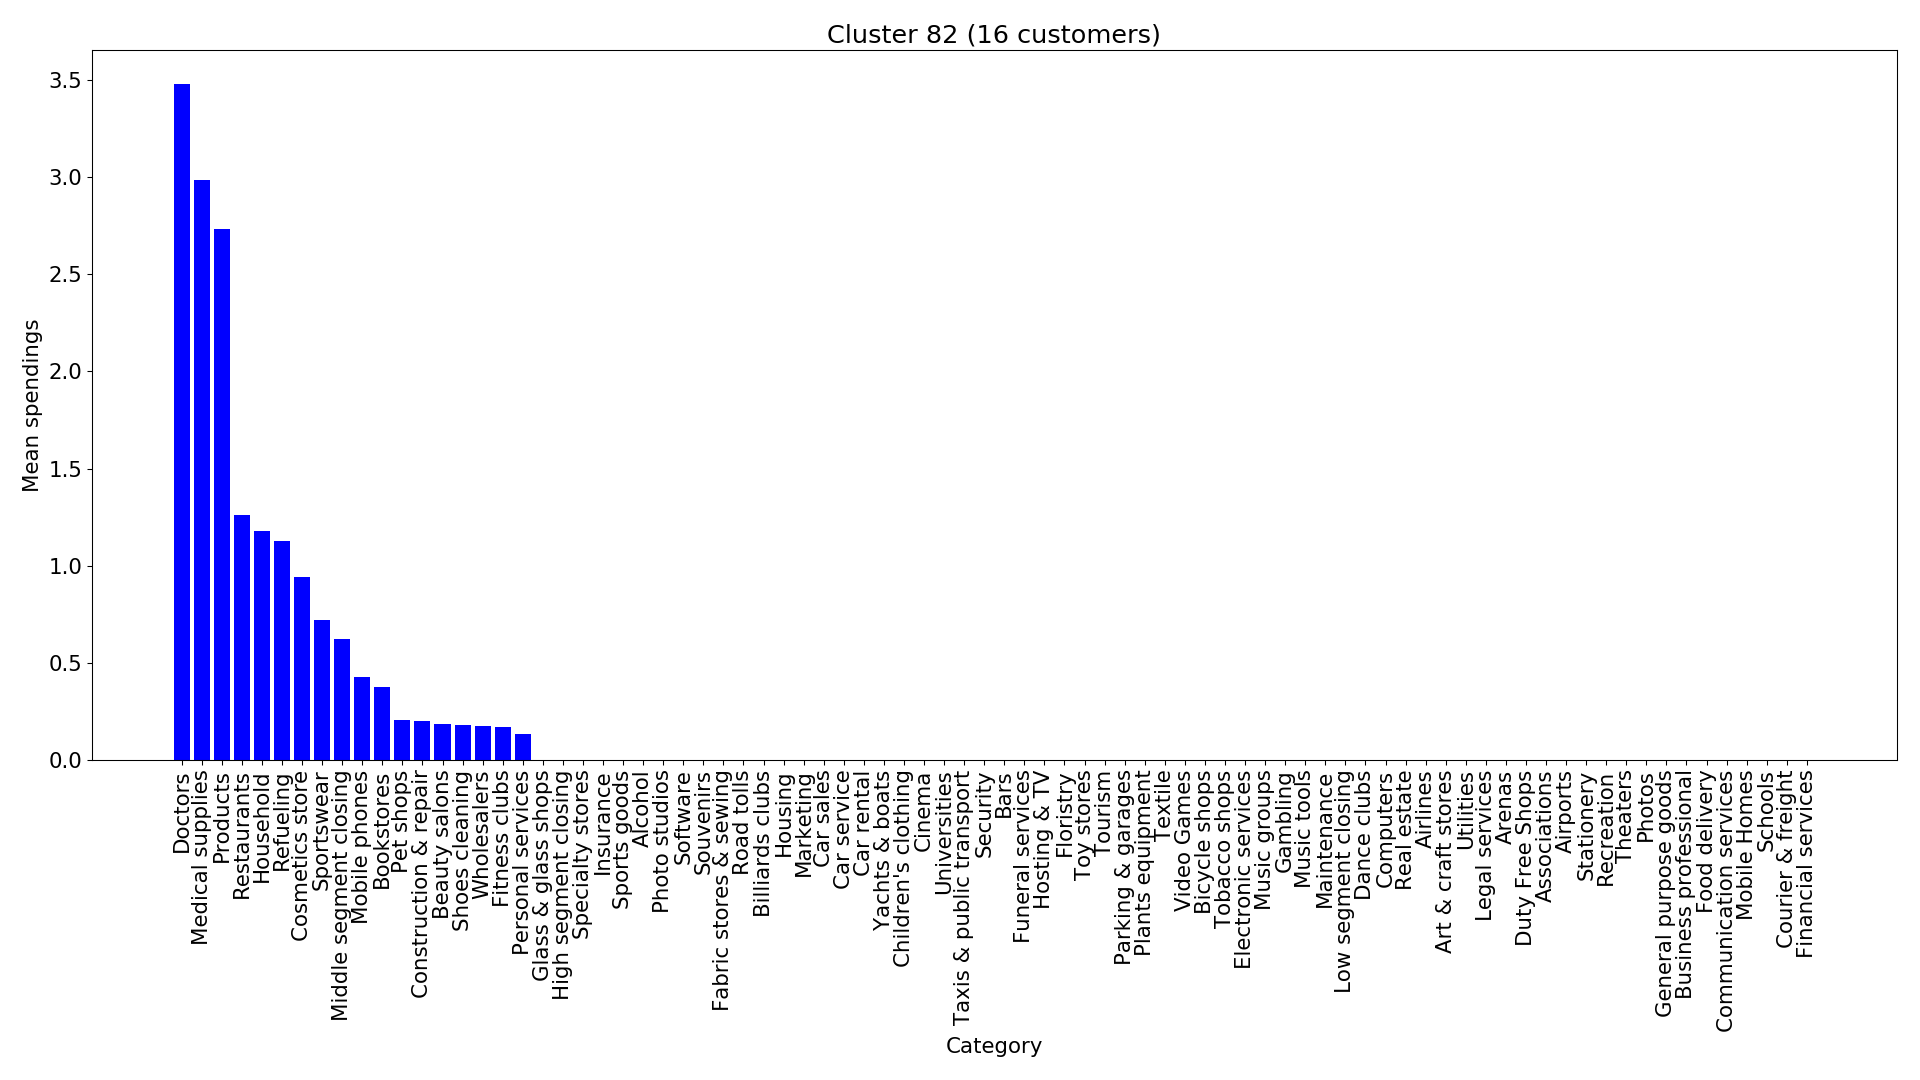 Cluster 82 (16 customers)
3.5
3.0
2.5
2.0
1.5
1.0
0.5
0.0
Mean spendings
Doctors
Medical supplies
Products
Restaurants
Household
Refueling
Cosmetics store
Sportswear
Middle segment closing
Mobile phones
Bookstores
Pet shops
Construction & repair
Beauty salons
Shoes cleaning
Wholesalers
Fitness clubs
Personal services
Glass & glass shops
High segment closing
Specialty stores
Insurance
Sports goods
Alcohol
Photo studios
Software
Souvenirs
Fabric stores & sewing
Road tolls
Billiards clubs
Housing
Marketing
Car sales
Car service
Car rental
Yachts & boats
Children's clothing
Cinema
Universities
Taxis & public transport
Security
Bars
Funeral services
Hosting & TV
Floristry
Toy stores
Tourism
Parking & garages
Plants equipment
Textile
Video Games
Bicycle shops
Tobacco shops
Electronic services
Music groups
Gambling
Music tools
Maintenance
Low segment closing
Dance clubs
Computers
Real estate
Airlines
Art & craft stores
Utilities
Legal services
Arenas
Duty Free Shops
Associations
Airports
Stationery
Recreation
Theaters
Photos
General purpose goods
Business professional
Food delivery
Communication services
Mobile Homes
Schools
Courier & freight
Financial services
Category